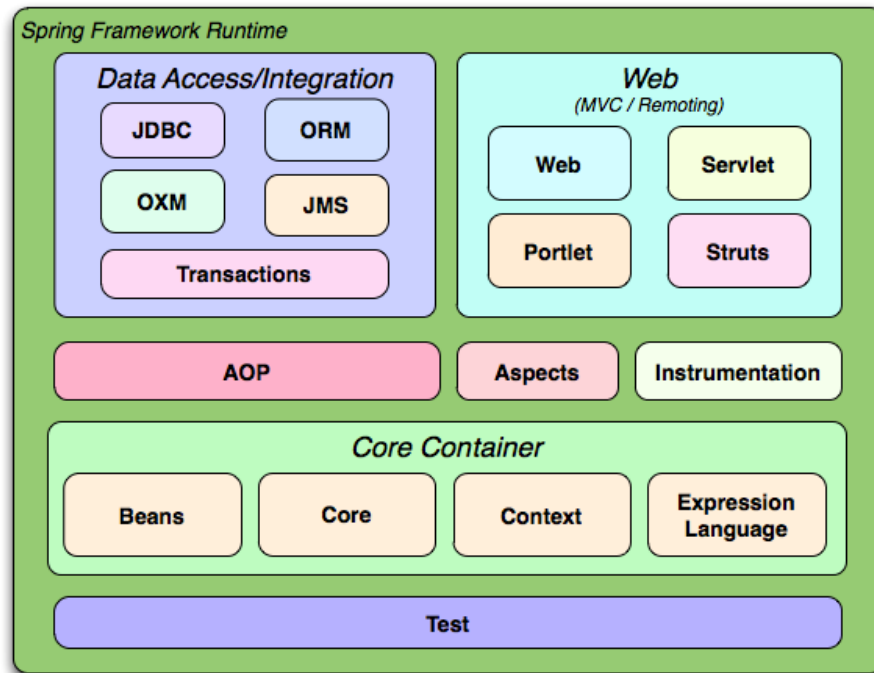 Spring Framework Runtime
Data Access/Integration
JDBC
ORM
OXM
JMS
Transactions
Web
(MVC / Remoting)
Web
Servlet
Portlet
Struts
AOP
Aspects
Instrumentation
Core Container
Beans
Core
Context
Expression
Language
Test